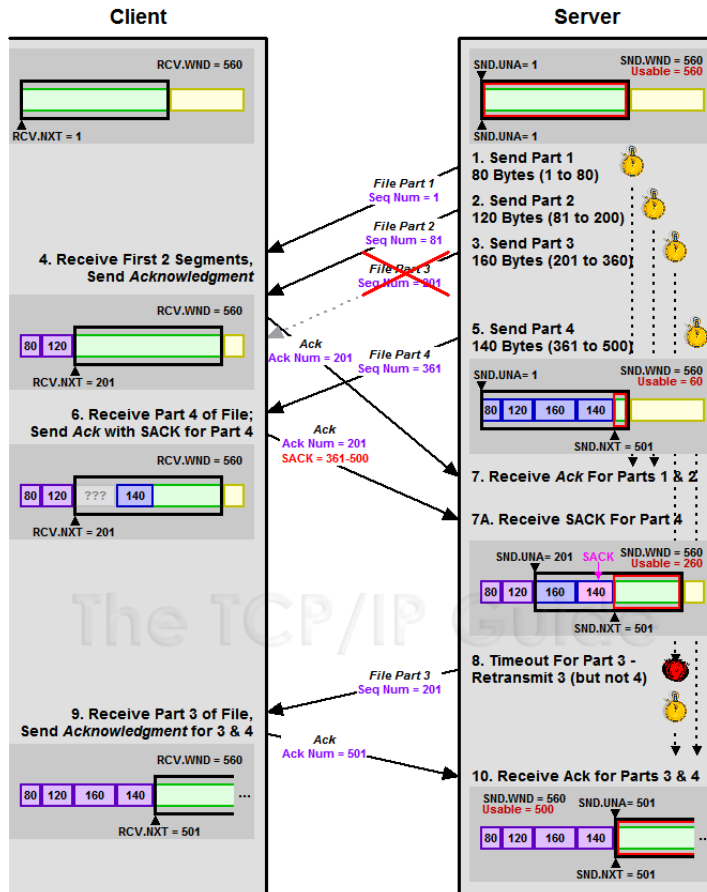 Client
Server
RCV.WND = 560
RCV.NXT = 1
SND.UNA= 1
SND.WND = 560
Usable = 560
SND.UNA= 1
1. Send Part 1
80 Bytes (1 to 80)
File Part 1
Seq Num = 1
2. Send Part 2
120 Bytes (81 to 200)
File Part 2
Seq Num = 81
3. Send Part 3
160 Bytes (201 to 360)
File Part 3
Seq Num = 201
4. Receive First 2 Segments,
Send Acknowledgment
RCV.WND = 560
80 120
RCV.NXT = 201
Ack
Ack Num = 201
5. Send Part 4
140 Bytes (361 to 500)
File Part 4
Seq Num = 361
SND.UNA= 1
SND.WND = 560
Usable = 60
80 120 160 140
SND.NXT = 501
6. Receive Part 4 of File;
Send Ack with SACK for Part 4
Ack
Ack Num = 201
SACK = 361-500
RCV.WND = 560
80 120 ??? 140
RCV.NXT = 201
7. Receive Ack For Parts 1 & 2
7A. Receive SACK For Part 4
SND.UNA= 201
SACK
SND.WND = 560
Usable = 260
80 120 160 140
SND.NXT = 501
The TCP/IP Guide
8. Timeout For Part 3 -
Retransmit 3 (but not 4)
File Part 3
Seq Num = 201
9. Receive Part 3 of File,
Send Acknowledgment for 3 & 4
Ack
Ack Num = 501
RCV.WND = 560
80 120 160 140 ...
RCV.NXT = 501
10. Receive Ack for Parts 3 & 4
SND.WND = 560
Usable = 500
SND.UNA= 501
80 120 160 140 ...
SND.NXT = 501